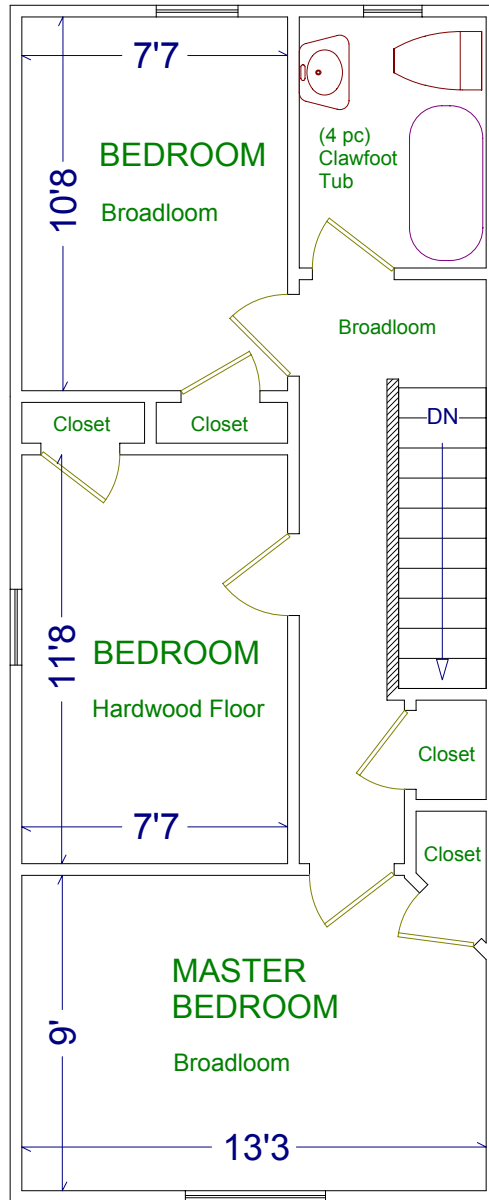 7'7
BEDROOM
10'8
Broadloom
(4 pc)
Clawfoot
Tub
Broadloom
Closet
Closet
DN
11'8
BEDROOM
Hardwood Floor
7'7
Closet
Closet
MASTER
BEDROOM
9'
Broadloom
13'3